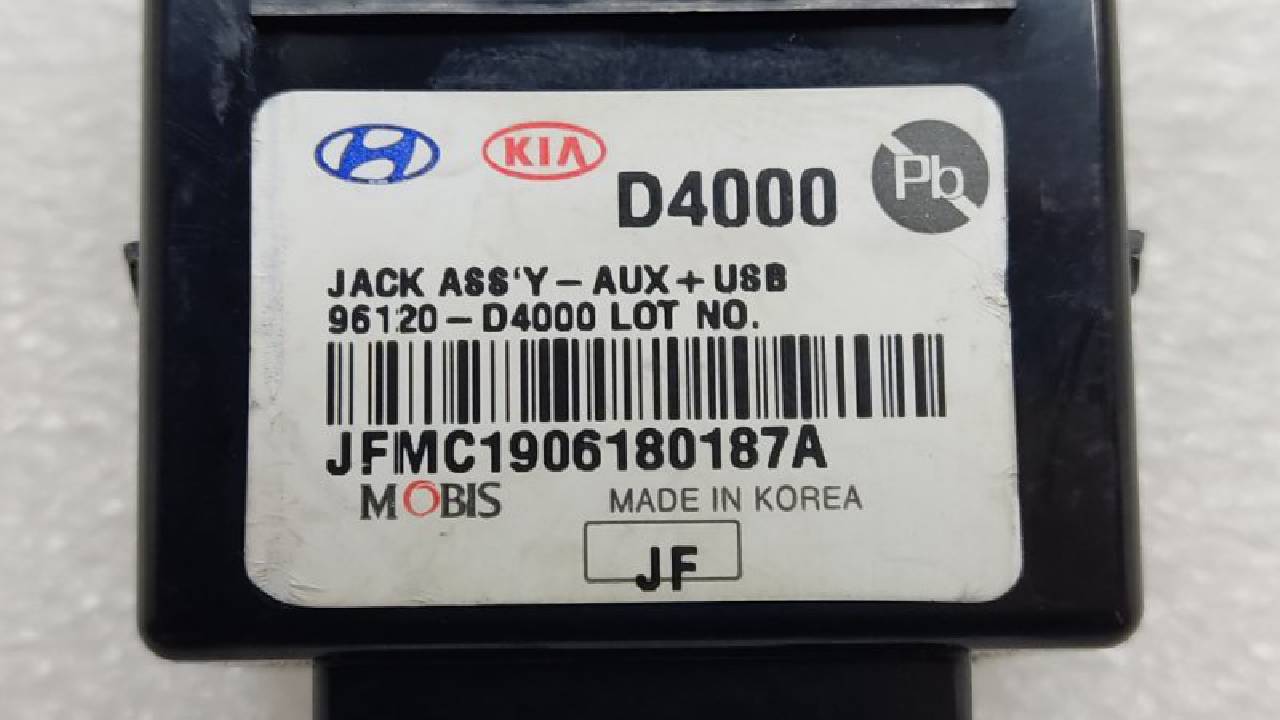 KIA
D4000
Pb
JACK ASS'Y - AUX + USB
96120 - D4000 LOT NO.
JFMC1906180187A
MOBIS MADE IN KOREA
JF